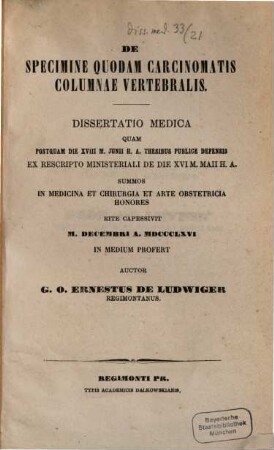 Diss. med. 33/21
DE
SPECIMINE QUODAM CARCINOMATIS
COLUMNAE VERTEBRALIS.
DISSERTATIO MEDICA
QUAM
POSTQUAM DIE XVIII M. JUNII H. A. THESIBUS PUBLICE DEFENSIS
EX RESCRIPTO MINISTERIALI DE DIE XVI M. MAII H. A.
SUMMOS
IN MEDICINA ET CHIRURGIA ET ARTE OBSTETRICIA
HONORES
RITE CAPESSIVIT
M. DECEMBRI A. MDCCCLXVI
IN MEDIUM PROFERT
AUCTOR
G. O. ERNESTUS DE LUDWIGER
REGIMONTANUS.
REGIMONTI PR.
TYPIS ACADEMICIS DALKOWSKIANIS.
Bayerische
Staatsbibliothek
München